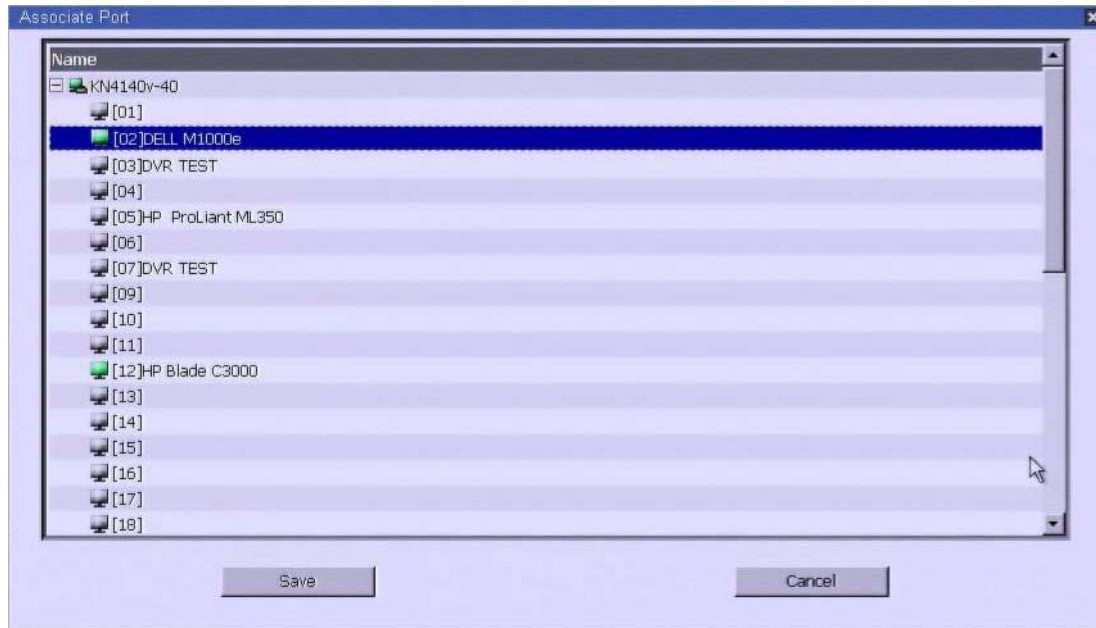 Associate Port
Name
KN4140v-40
[01]
[02]DELL M1000e
[03]DVR TEST
[04]
[05]HP  ProLiant ML350
[06]
[07]DVR TEST
[09]
[10]
[11]
[12]HP Blade C3000
[13]
[14]
[15]
[16]
[17]
[18]
Save Cancel